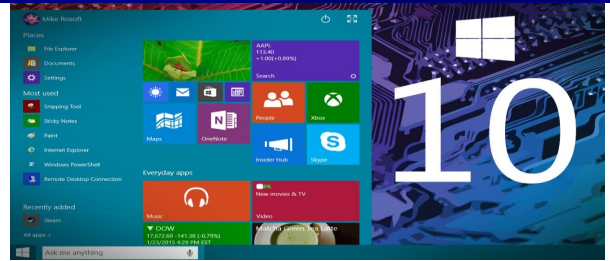 Mike Rosoft
Places
File Explorer
Documents
Settings
Most used
Snipping Tool
Sticky Notes
Paint
Internet Explorer
Windows PowerShell
Remote Desktop Connection
Recently added
Steam
All apps >
Ask me anything
AAPL
113.40
+1.00(+0.89%)
Search
Maps
OneNote
People
Xbox
Insider Hub
Skype
Everyday apps
Music
New movies & TV
Video
▼ DOW
17,672.60 -141.38 (-0.79%)
1/23/2015 4:29 PM EST
Matcha Green Tea Latte
10